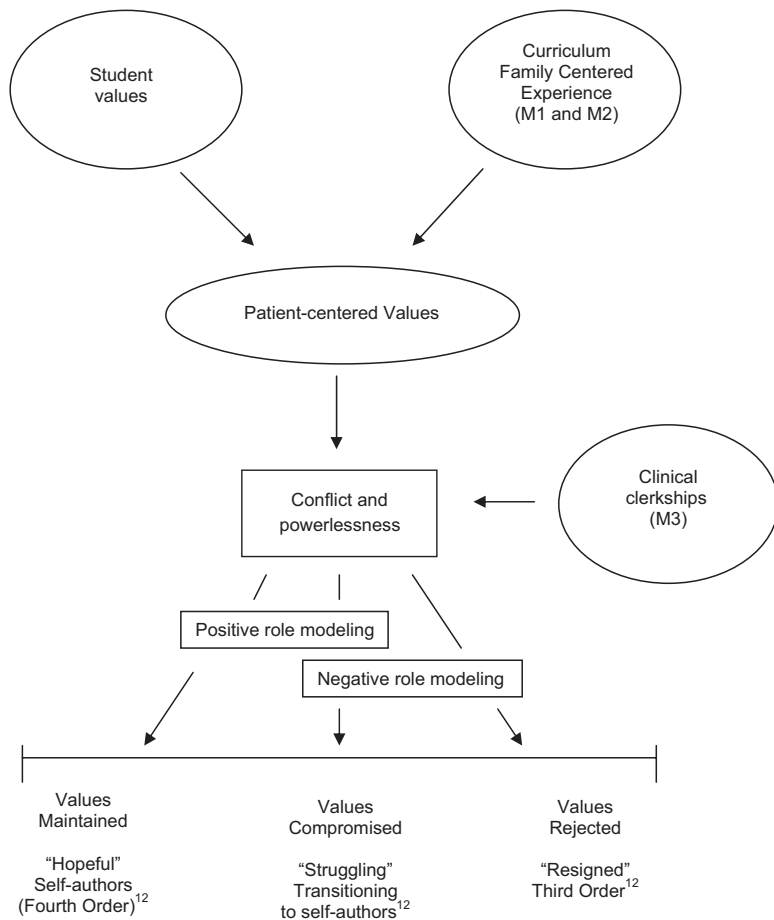 Student
values
Curriculum
Family Centered
Experience
(M1 and M2)
Patient-centered Values
Conflict and
powerlessness
Clinical
clerkships
(M3)
Positive role modeling
Negative role modeling
Values
Maintained
"Hopeful"
Self-authors
(Fourth Order)12
Values
Compromised
"Struggling"
Transitioning
to self-authors12
Values
Rejected
"Resigned"
Third Order12